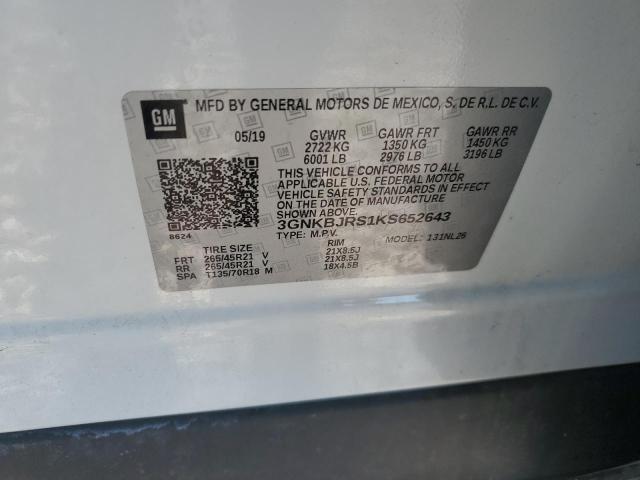 GM MFD BY GENERAL MOTORS DE MEXICO, S. DE R.L. DE C.V.
05/19 GVWR GAWR FRT GAWR RR
2722 KG 1350 KG 1450 KG
6001 LB 2976 LB 3196 LB
THIS VEHICLE CONFORMS TO ALL
APPLICABLE U.S. FEDERAL MOTOR
VEHICLE SAFETY STANDARDS IN EFFECT
ON THE DATE OF MANUFACTURE
SHOWN ABOVE.
3GNKBJRS1KS652643
8624
TYPE: M.P.V. MODEL: 131NL26
TIRE SIZE RIM
FRT 265/45R21 V 21X8.5J
RR 265/45R21 V 21X8.5J
SPA T135/70R18 M 18X4.5B